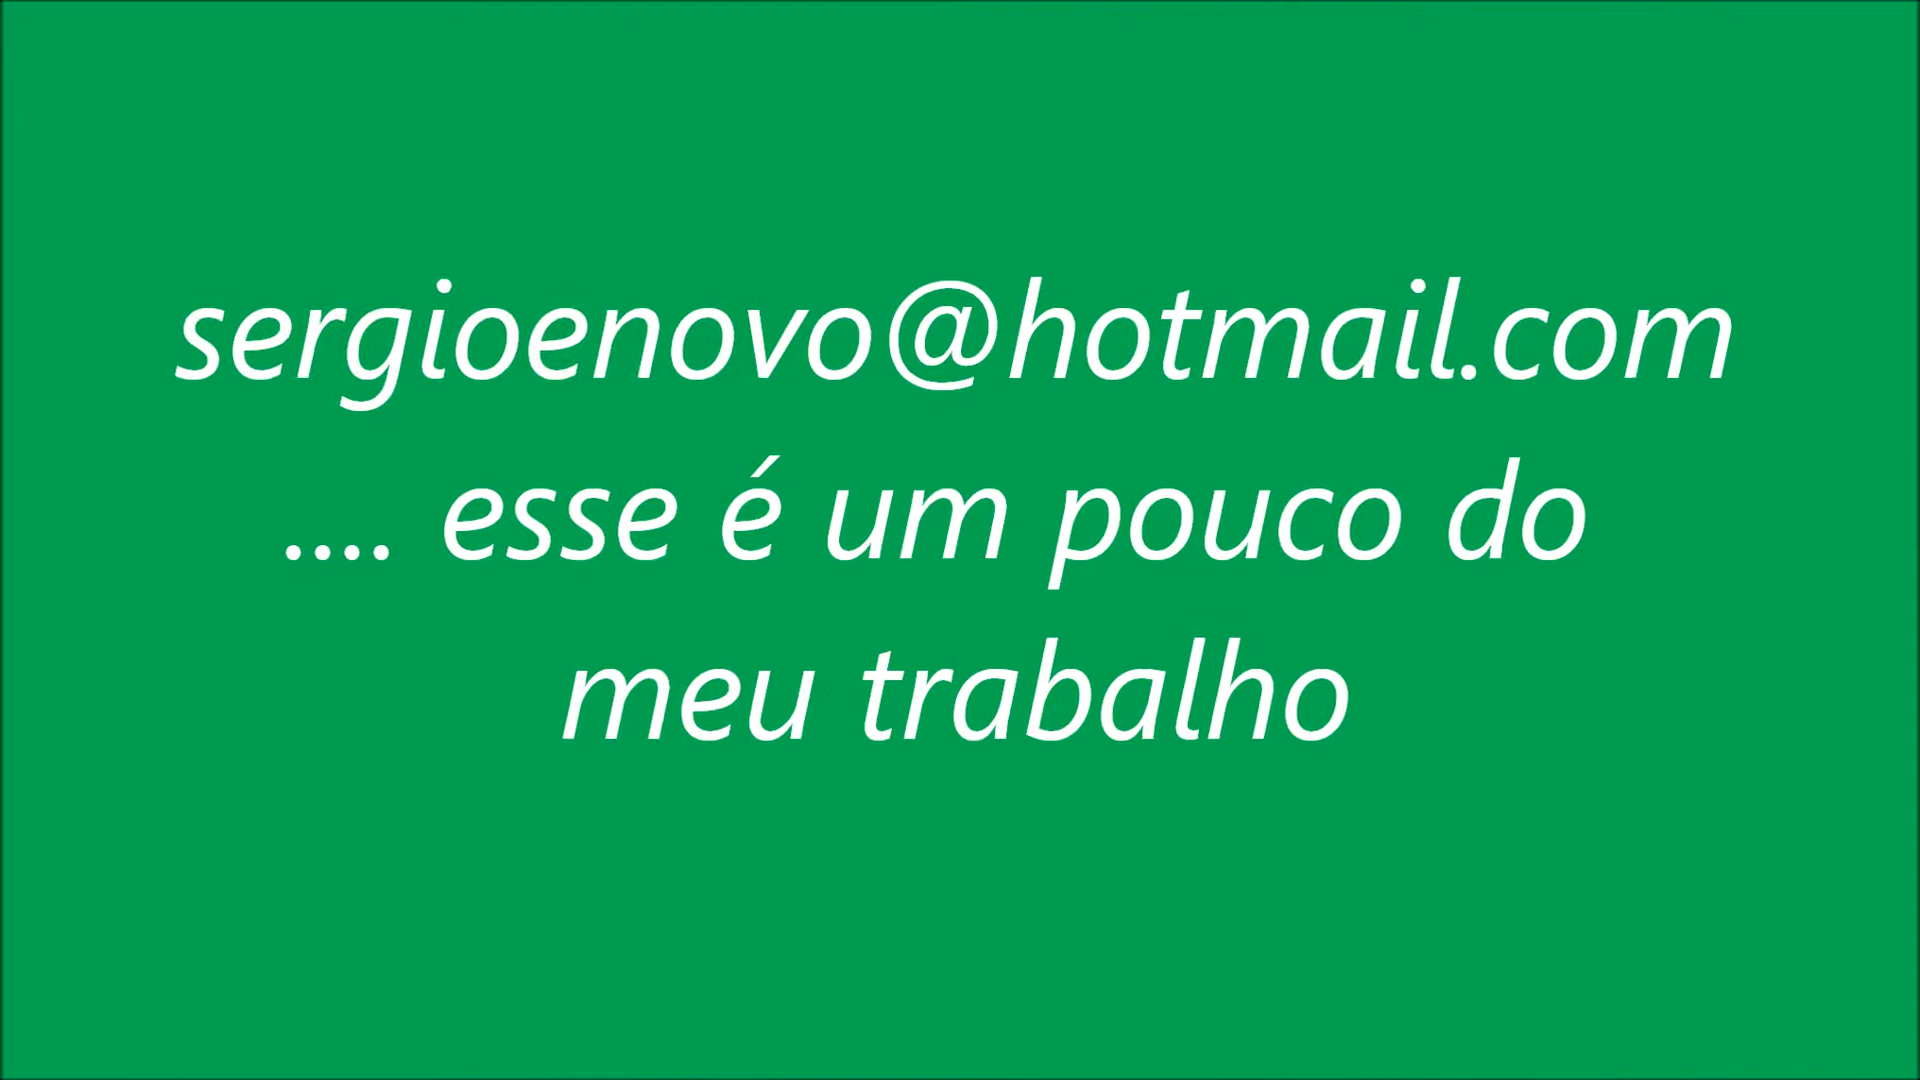 sergioenovo@hotmail.com
.... esse é um pouco do
meu trabalho